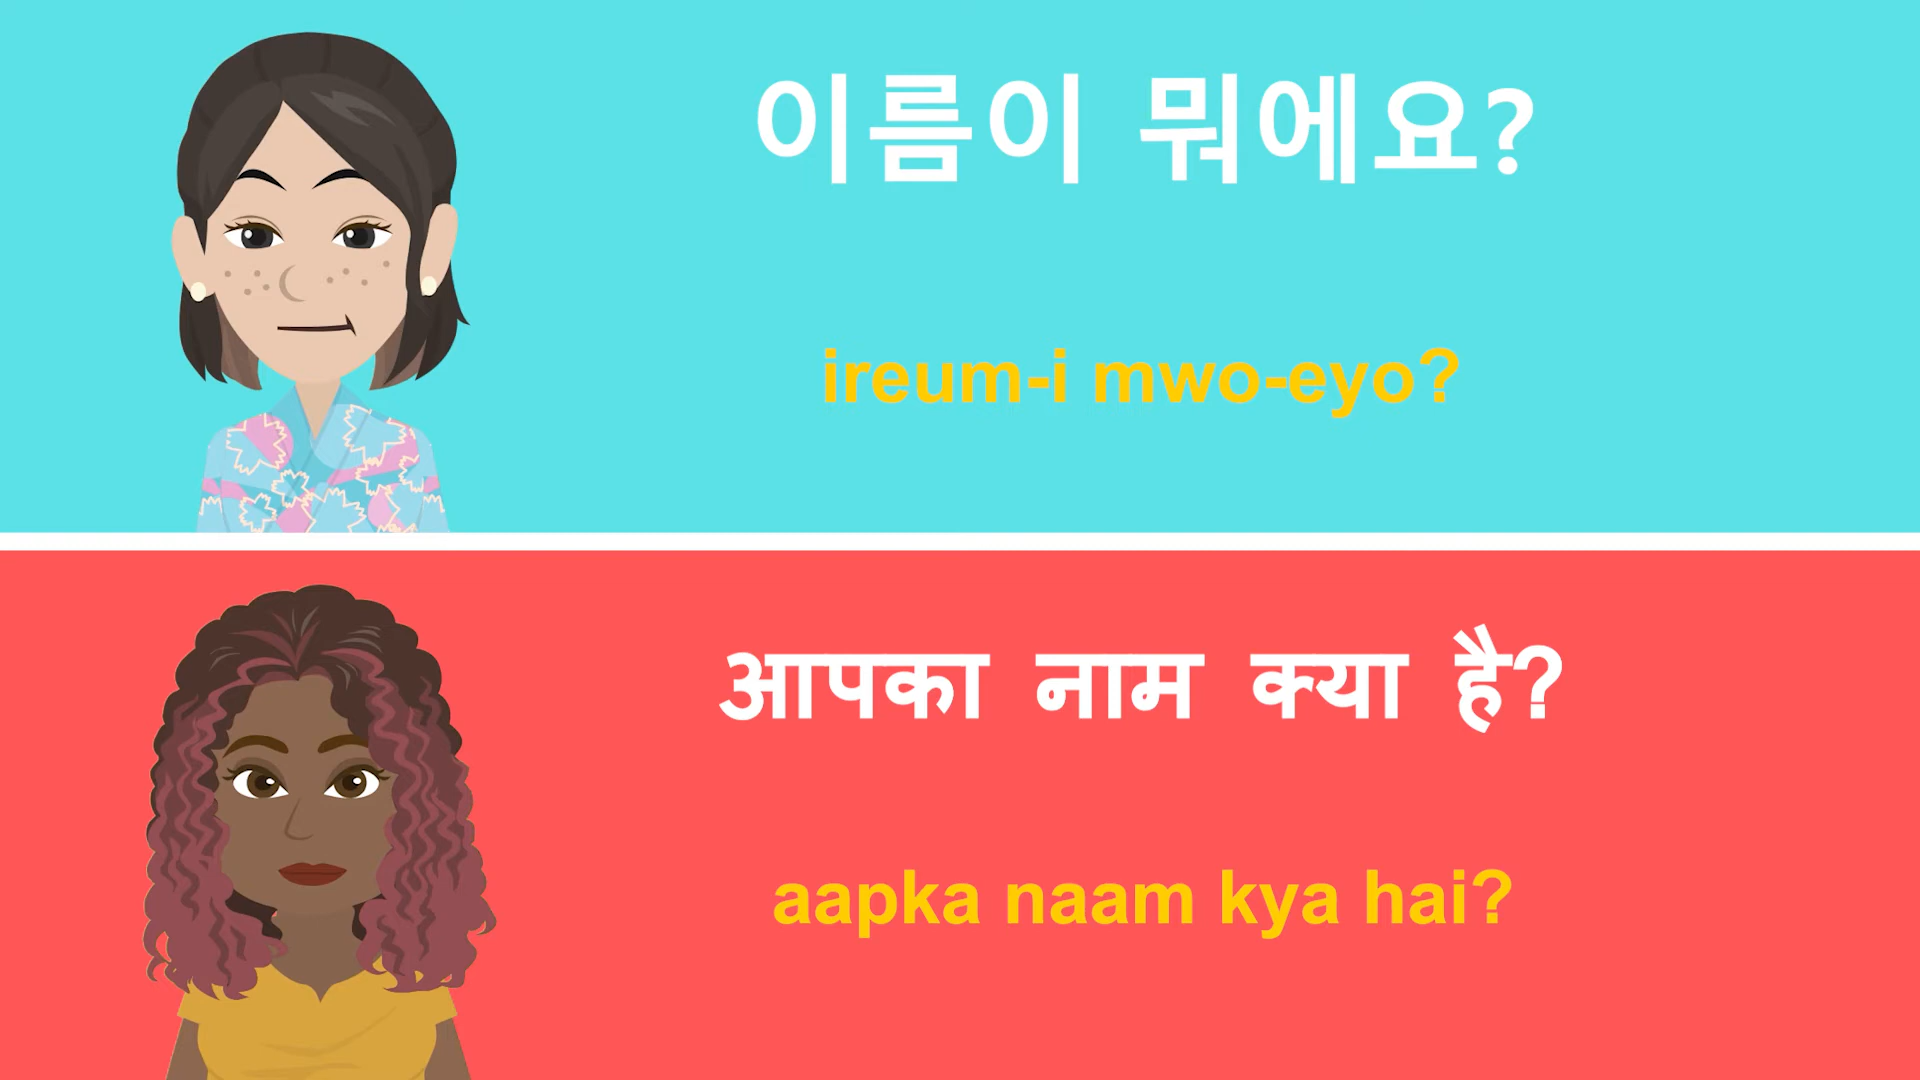 이름이 뭐에요?
ireum-i mwo-eyo?
आपका नाम क्या है?
aapka naam kya hai?